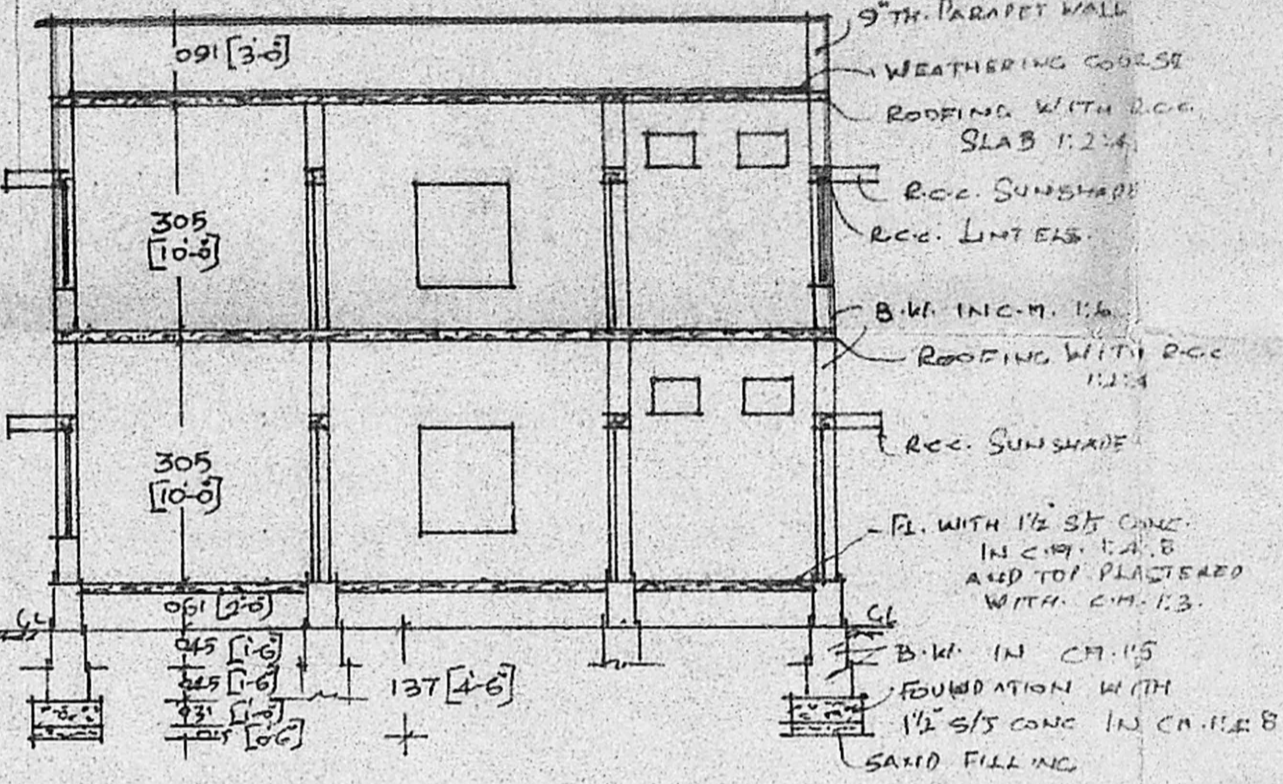 9" TH. PARAPET WALL
091 [3'-0"]
WEATHERING COURSE
ROOFING WITH R.C.C.
SLAB 1:2:4
R.C.C. SUNSHADE
305
[10'-0"]
R.C.C. LINTELS.
B.W. IN C.M. 1:6
ROOFING WITH R.C.C
1:2:4
R.C.C. SUNSHADE
305
[10'-0"]
FL. WITH 1½" S/J CONC.
IN C.M. 1:4:8
AND TOP PLASTERED
WITH C.M. 1:3.
061 [2'-0"]
GL
GL
045 [1'-6"]
B.W. IN CM. 1:5
045 [1'-6"]
137 [4'-6"]
FOUNDATION WITH
031 [1'-0"]
1½" S/J CONC IN CM. 1:4:8
015 [0'-6"]
SAND FILLING